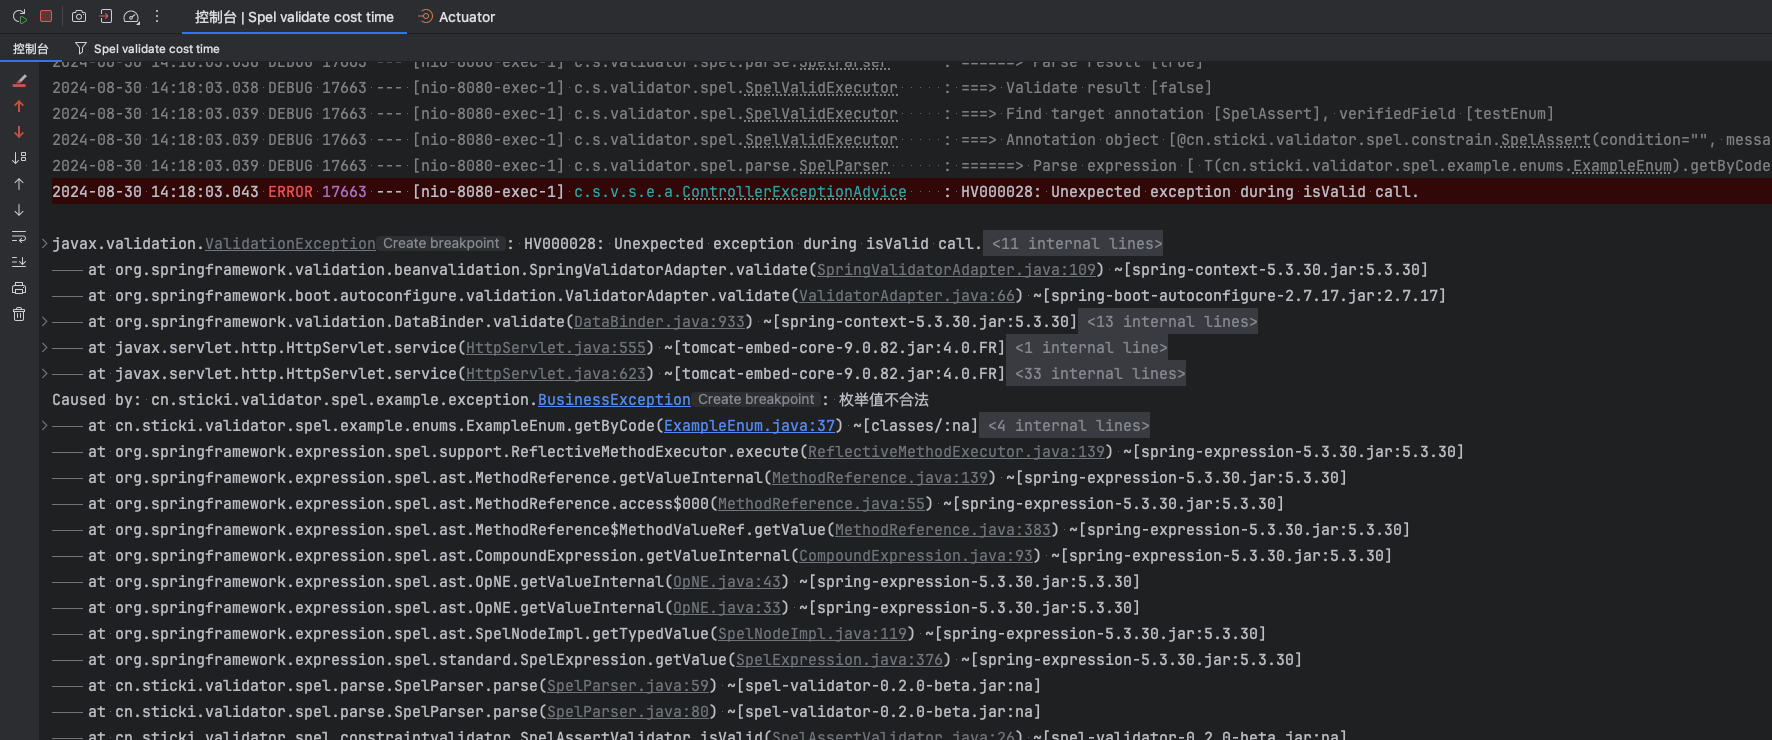 控制台 | Spel validate cost time
Actuator
控制台
Spel validate cost time
2024-08-30 14:18:03.038 DEBUG 17663 --- [nio-8080-exec-1] c.s.validator.spel.parse.SpelParser : ======> Parse result [true]
2024-08-30 14:18:03.038 DEBUG 17663 --- [nio-8080-exec-1] c.s.validator.spel.SpelValidExecutor : ===> Validate result [false]
2024-08-30 14:18:03.039 DEBUG 17663 --- [nio-8080-exec-1] c.s.validator.spel.SpelValidExecutor : ===> Find target annotation [SpelAssert], verifiedField [testEnum]
2024-08-30 14:18:03.039 DEBUG 17663 --- [nio-8080-exec-1] c.s.validator.spel.SpelValidExecutor : ===> Annotation object [@cn.sticki.validator.spel.constrain.SpelAssert(condition="", messa
2024-08-30 14:18:03.039 DEBUG 17663 --- [nio-8080-exec-1] c.s.validator.spel.parse.SpelParser : ======> Parse expression [ T(cn.sticki.validator.spel.example.enums.ExampleEnum).getByCode
2024-08-30 14:18:03.043 ERROR 17663 --- [nio-8080-exec-1] c.s.v.s.e.a.ControllerExceptionAdvice : HV000028: Unexpected exception during isValid call.
javax.validation.ValidationException Create breakpoint : HV000028: Unexpected exception during isValid call. <11 internal lines>
at org.springframework.validation.beanvalidation.SpringValidatorAdapter.validate(SpringValidatorAdapter.java:109) ~[spring-context-5.3.30.jar:5.3.30]
at org.springframework.boot.autoconfigure.validation.ValidatorAdapter.validate(ValidatorAdapter.java:66) ~[spring-boot-autoconfigure-2.7.17.jar:2.7.17]
at org.springframework.validation.DataBinder.validate(DataBinder.java:933) ~[spring-context-5.3.30.jar:5.3.30] <13 internal lines>
at javax.servlet.http.HttpServlet.service(HttpServlet.java:555) ~[tomcat-embed-core-9.0.82.jar:4.0.FR] <1 internal line>
at javax.servlet.http.HttpServlet.service(HttpServlet.java:623) ~[tomcat-embed-core-9.0.82.jar:4.0.FR] <33 internal lines>
Caused by: cn.sticki.validator.spel.example.exception.BusinessException Create breakpoint : 枚举值不合法
at cn.sticki.validator.spel.example.enums.ExampleEnum.getByCode(ExampleEnum.java:37) ~[classes/:na] <4 internal lines>
at org.springframework.expression.spel.support.ReflectiveMethodExecutor.execute(ReflectiveMethodExecutor.java:139) ~[spring-expression-5.3.30.jar:5.3.30]
at org.springframework.expression.spel.ast.MethodReference.getValueInternal(MethodReference.java:139) ~[spring-expression-5.3.30.jar:5.3.30]
at org.springframework.expression.spel.ast.MethodReference.access$000(MethodReference.java:55) ~[spring-expression-5.3.30.jar:5.3.30]
at org.springframework.expression.spel.ast.MethodReference$MethodValueRef.getValue(MethodReference.java:383) ~[spring-expression-5.3.30.jar:5.3.30]
at org.springframework.expression.spel.ast.CompoundExpression.getValueInternal(CompoundExpression.java:93) ~[spring-expression-5.3.30.jar:5.3.30]
at org.springframework.expression.spel.ast.OpNE.getValueInternal(OpNE.java:43) ~[spring-expression-5.3.30.jar:5.3.30]
at org.springframework.expression.spel.ast.OpNE.getValueInternal(OpNE.java:33) ~[spring-expression-5.3.30.jar:5.3.30]
at org.springframework.expression.spel.ast.SpelNodeImpl.getTypedValue(SpelNodeImpl.java:119) ~[spring-expression-5.3.30.jar:5.3.30]
at org.springframework.expression.spel.standard.SpelExpression.getValue(SpelExpression.java:376) ~[spring-expression-5.3.30.jar:5.3.30]
at cn.sticki.validator.spel.parse.SpelParser.parse(SpelParser.java:59) ~[spel-validator-0.2.0-beta.jar:na]
at cn.sticki.validator.spel.parse.SpelParser.parse(SpelParser.java:80) ~[spel-validator-0.2.0-beta.jar:na]
at cn.sticki.validator.spel.constraintvalidator.SpelAssertValidator.isValid(SpelAssertValidator.java:26) ~[spel-validator-0.2.0-beta.jar:na]